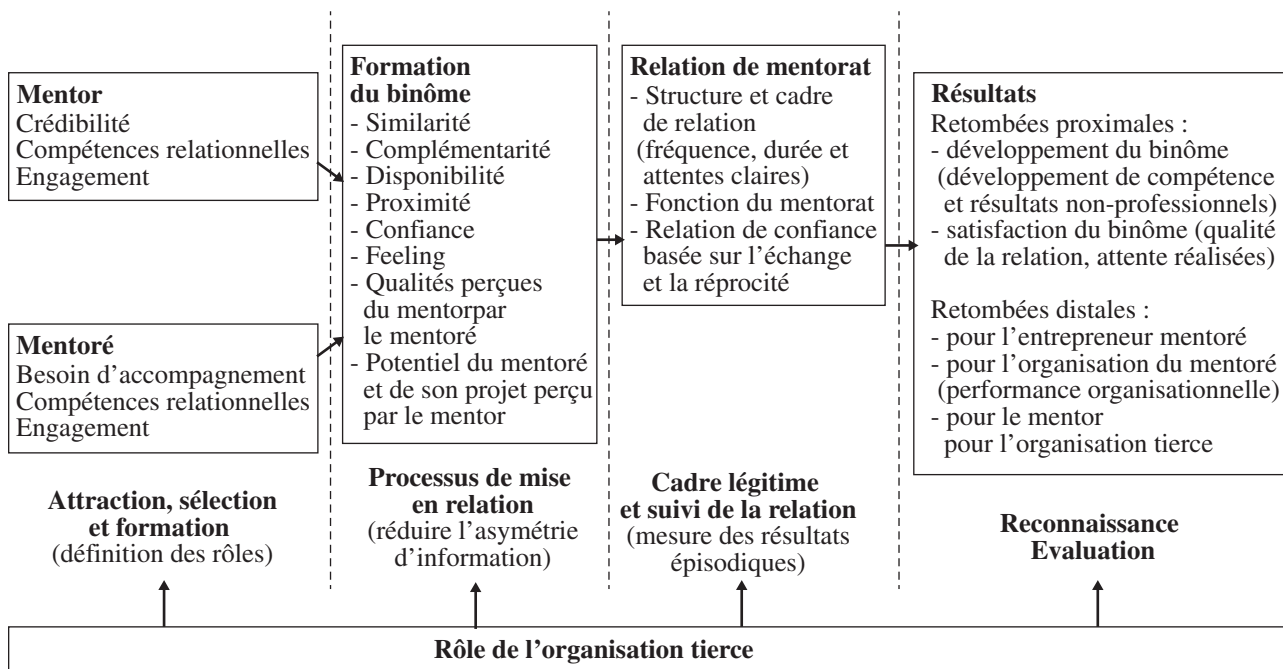 Mentor
Crédibilité
Compétences relationnelles
Engagement
Mentoré
Besoin d'accompagnement
Compétences relationnelles
Engagement
Attraction, sélection
et formation
(définition des rôles)
Formation
du binôme
- Similarité
- Complémentarité
- Disponibilité
- Proximité
- Confiance
- Feeling
- Qualités perçues
du mentorpar
le mentoré
- Potentiel du mentoré
et de son projet perçu
par le mentor
Processus de mise
en relation
(réduire l'asymétrie
d'information)
Relation de mentorat
- Structure et cadre
de relation
(fréquence, durée et
attentes claires)
- Fonction du mentorat
- Relation de confiance
basée sur l'échange
et la réprocité
Cadre légitime
et suivi de la relation
(mesure des résultats
épisodiques)
Résultats
Retombées proximales :
- développement du binôme
(développement de compétence
et résultats non-professionnels)
- satisfaction du binôme (qualité
de la relation, attente réalisées)
Retombées distales :
- pour l'entrepreneur mentoré
- pour l'organisation du mentoré
(performance organisationnelle)
- pour le mentor
pour l'organisation tierce
Reconnaissance
Evaluation
Rôle de l'organisation tierce